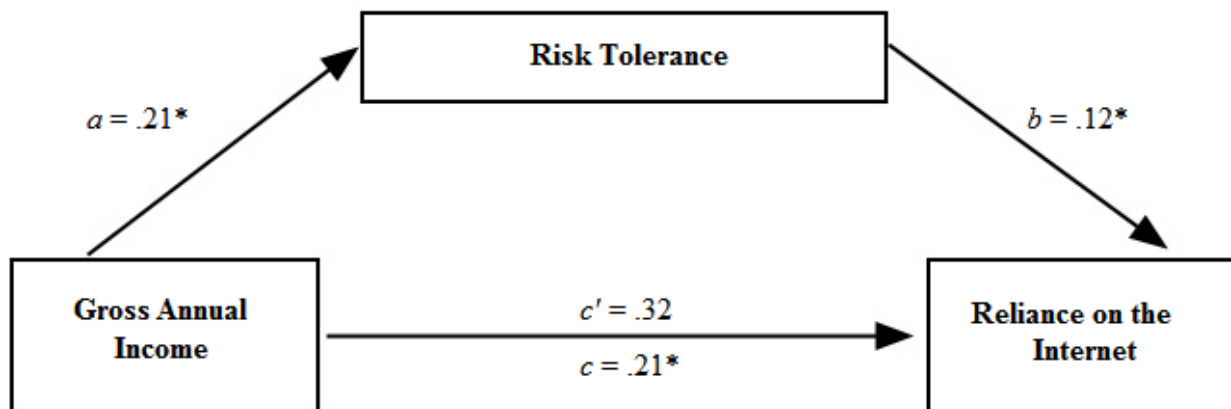 Risk Tolerance
a = .21*
b = .12*
Gross Annual
Income
c' = .32
c = .21*
Reliance on the
Internet